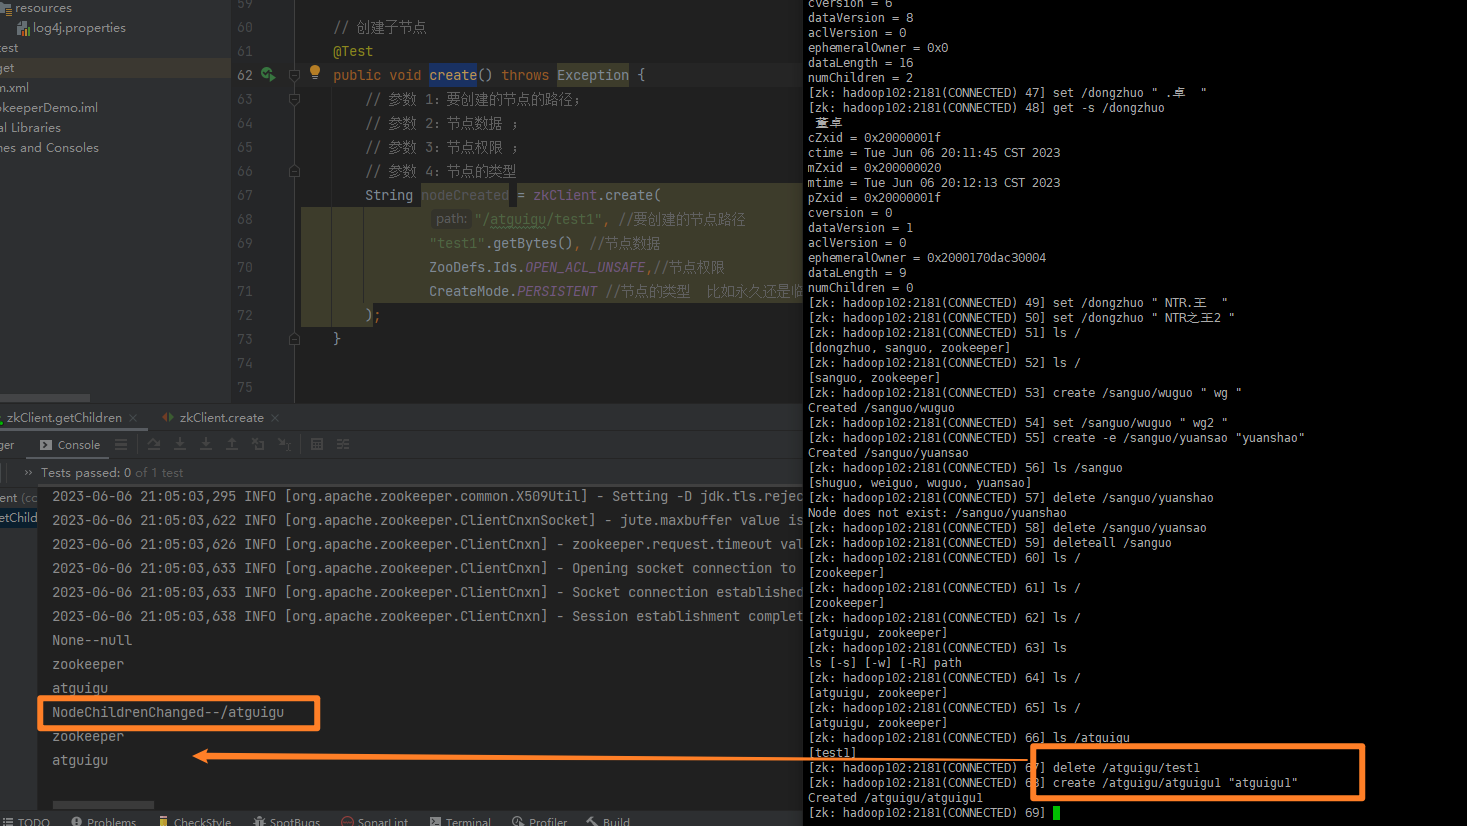 resources
log4j.properties
test
get
m.xml
okeeperDemo.iml
al Libraries
hes and Consoles
59
60 // 创建子节点
61 @Test
62 public void create() throws Exception {
63 // 参数 1：要创建的节点的路径；
64 // 参数 2：节点数据 ；
65 // 参数 3：节点权限 ；
66 // 参数 4：节点的类型
67 String nodeCreated = zkClient.create(
68 path: "/atguigu/test1", //要创建的节点路径
69 "test1".getBytes(), //节点数据
70 ZooDefs.Ids.OPEN_ACL_UNSAFE,//节点权限
71 CreateMode.PERSISTENT //节点的类型 比如永久还是临
72 );
73 }
74
75
zkClient.getChildren
zkClient.create
ger
Console
Tests passed: 0 of 1 test
ent (co
etChild
2023-06-06 21:05:03,295 INFO [org.apache.zookeeper.common.X509Util] - Setting -D jdk.tls.rejec
2023-06-06 21:05:03,622 INFO [org.apache.zookeeper.ClientCnxnSocket] - jute.maxbuffer value is
2023-06-06 21:05:03,626 INFO [org.apache.zookeeper.ClientCnxn] - zookeeper.request.timeout val
2023-06-06 21:05:03,633 INFO [org.apache.zookeeper.ClientCnxn] - Opening socket connection to
2023-06-06 21:05:03,633 INFO [org.apache.zookeeper.ClientCnxn] - Socket connection established
2023-06-06 21:05:03,638 INFO [org.apache.zookeeper.ClientCnxn] - Session establishment complet
None--null
zookeeper
atguigu
NodeChildrenChanged--/atguigu
zookeeper
atguigu
TODO Problems CheckStyle SpotBugs SonarLint Terminal Profiler Build
cversion = 6
dataVersion = 8
aclVersion = 0
ephemeralOwner = 0x0
dataLength = 16
numChildren = 2
[zk: hadoop102:2181(CONNECTED) 47] set /dongzhuo " .卓  "
[zk: hadoop102:2181(CONNECTED) 48] get -s /dongzhuo
董卓
cZxid = 0x20000001f
ctime = Tue Jun 06 20:11:45 CST 2023
mZxid = 0x200000020
mtime = Tue Jun 06 20:12:13 CST 2023
pZxid = 0x20000001f
cversion = 0
dataVersion = 1
aclVersion = 0
ephemeralOwner = 0x2000170dac30004
dataLength = 9
numChildren = 0
[zk: hadoop102:2181(CONNECTED) 49] set /dongzhuo " NTR.王  "
[zk: hadoop102:2181(CONNECTED) 50] set /dongzhuo " NTR之王2 "
[zk: hadoop102:2181(CONNECTED) 51] ls /
[dongzhuo, sanguo, zookeeper]
[zk: hadoop102:2181(CONNECTED) 52] ls /
[sanguo, zookeeper]
[zk: hadoop102:2181(CONNECTED) 53] create /sanguo/wuguo " wg "
Created /sanguo/wuguo
[zk: hadoop102:2181(CONNECTED) 54] set /sanguo/wuguo " wg2 "
[zk: hadoop102:2181(CONNECTED) 55] create -e /sanguo/yuansao "yuanshao"
Created /sanguo/yuansao
[zk: hadoop102:2181(CONNECTED) 56] ls /sanguo
[shuguo, weiguo, wuguo, yuansao]
[zk: hadoop102:2181(CONNECTED) 57] delete /sanguo/yuanshao
Node does not exist: /sanguo/yuanshao
[zk: hadoop102:2181(CONNECTED) 58] delete /sanguo/yuansao
[zk: hadoop102:2181(CONNECTED) 59] deleteall /sanguo
[zk: hadoop102:2181(CONNECTED) 60] ls /
[zookeeper]
[zk: hadoop102:2181(CONNECTED) 61] ls /
[zookeeper]
[zk: hadoop102:2181(CONNECTED) 62] ls /
[atguigu, zookeeper]
[zk: hadoop102:2181(CONNECTED) 63] ls
ls [-s] [-w] [-R] path
[zk: hadoop102:2181(CONNECTED) 64] ls /
[atguigu, zookeeper]
[zk: hadoop102:2181(CONNECTED) 65] ls /
[atguigu, zookeeper]
[zk: hadoop102:2181(CONNECTED) 66] ls /atguigu
[test1]
[zk: hadoop102:2181(CONNECTED) 67] delete /atguigu/test1
[zk: hadoop102:2181(CONNECTED) 68] create /atguigu/atguigu1 "atguigu1"
Created /atguigu/atguigu1
[zk: hadoop102:2181(CONNECTED) 69]